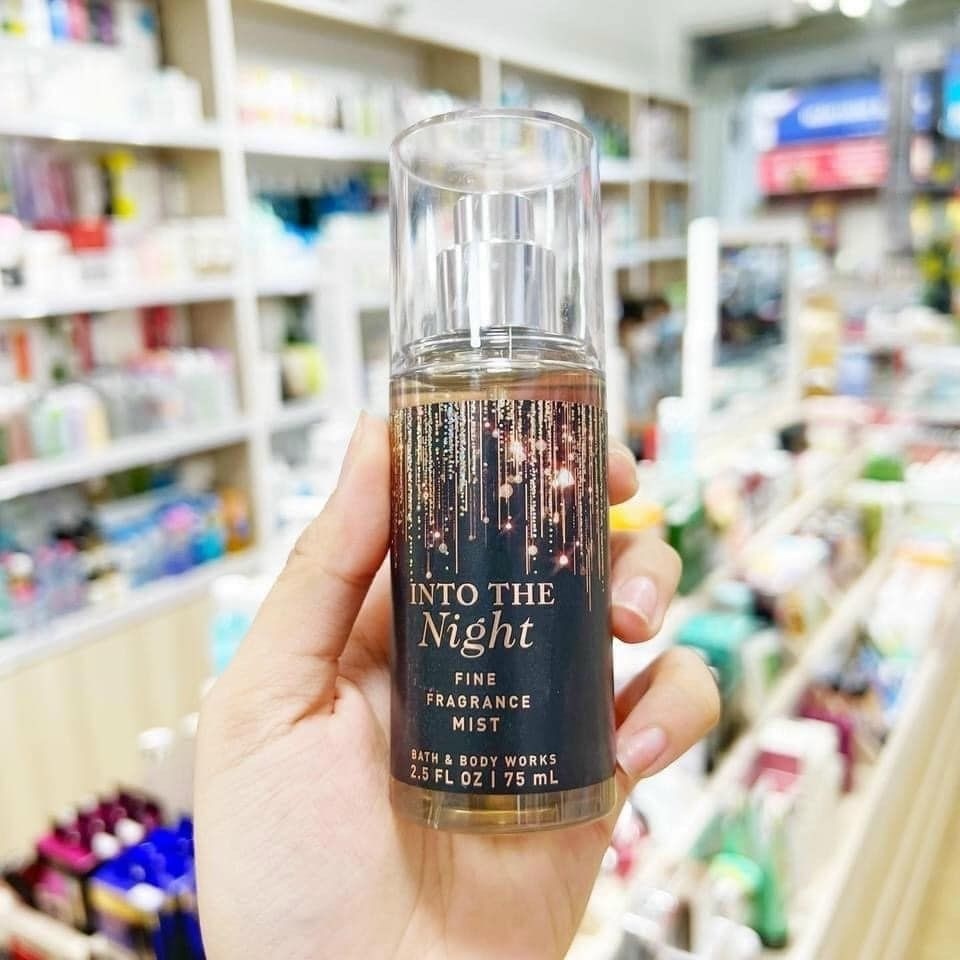 INTO THE
Night
FINE
FRAGRANCE
MIST
BATH & BODY WORKS
2.5 FL OZ | 75 mL